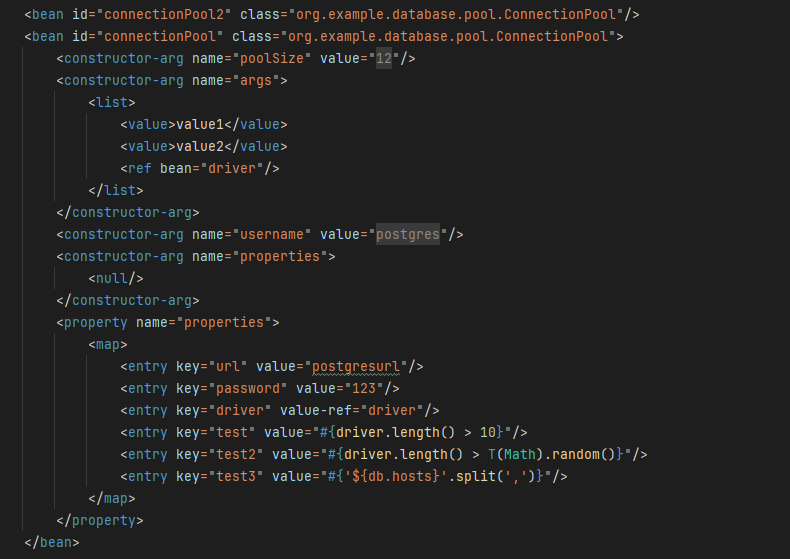 <bean id="connectionPool2" class="org.example.database.pool.ConnectionPool"/>
<bean id="connectionPool" class="org.example.database.pool.ConnectionPool">
    <constructor-arg name="poolSize" value="12"/>
    <constructor-arg name="args">
        <list>
            <value>value1</value>
            <value>value2</value>
            <ref bean="driver"/>
        </list>
    </constructor-arg>
    <constructor-arg name="username" value="postgres"/>
    <constructor-arg name="properties">
        <null/>
    </constructor-arg>
    <property name="properties">
        <map>
            <entry key="url" value="postgresurl"/>
            <entry key="password" value="123"/>
            <entry key="driver" value-ref="driver"/>
            <entry key="test" value="#{driver.length() > 10}"/>
            <entry key="test2" value="#{driver.length() > T(Math).random()}"/>
            <entry key="test3" value="#{'${db.hosts}'.split(',')}"/>
        </map>
    </property>
</bean>